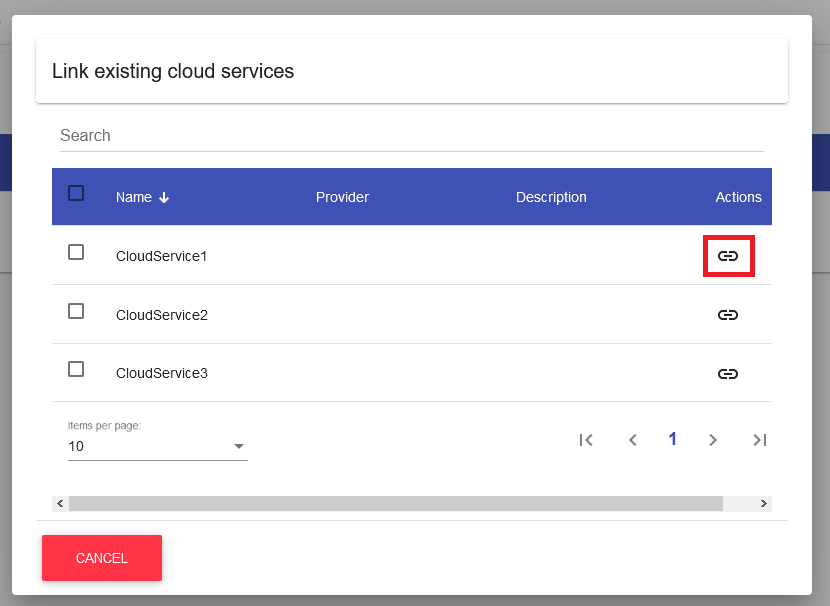 Link existing cloud services
Search
Name Provider Description Actions
CloudService1
CloudService2
CloudService3
Items per page:
10
1
CANCEL